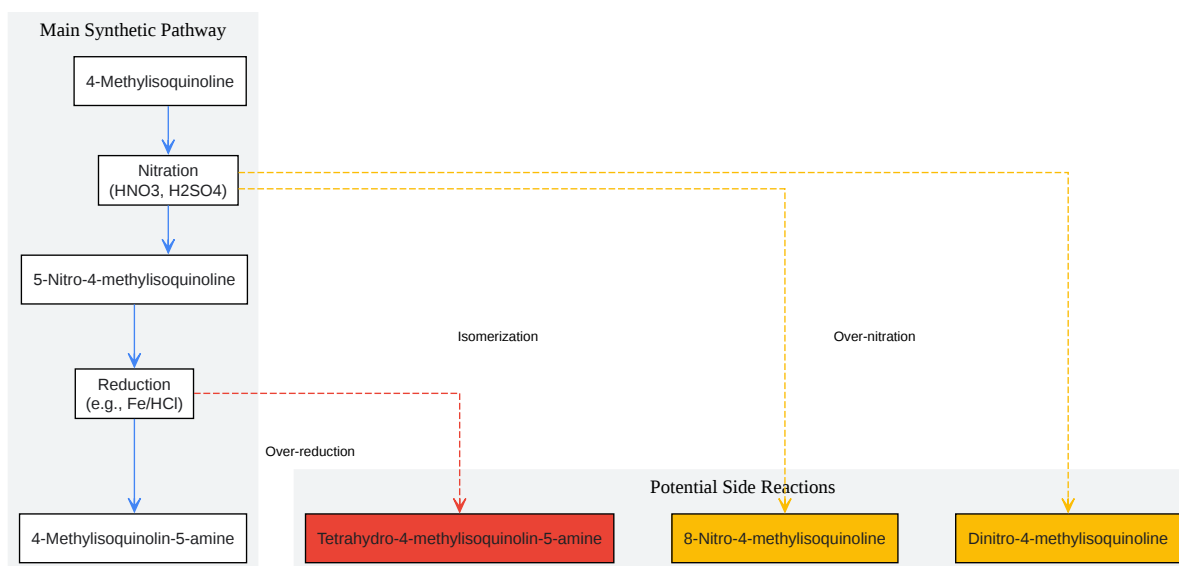 Main Synthetic Pathway
4-Methylisoquinoline
Nitration
(HNO3, H2SO4)
5-Nitro-4-methylisoquinoline
Isomerization
Over-nitration
Reduction
(e.g., Fe/HCl)
Over-reduction
Potential Side Reactions
4-Methylisoquinolin-5-amine
Tetrahydro-4-methylisoquinolin-5-amine
8-Nitro-4-methylisoquinoline
Dinitro-4-methylisoquinoline